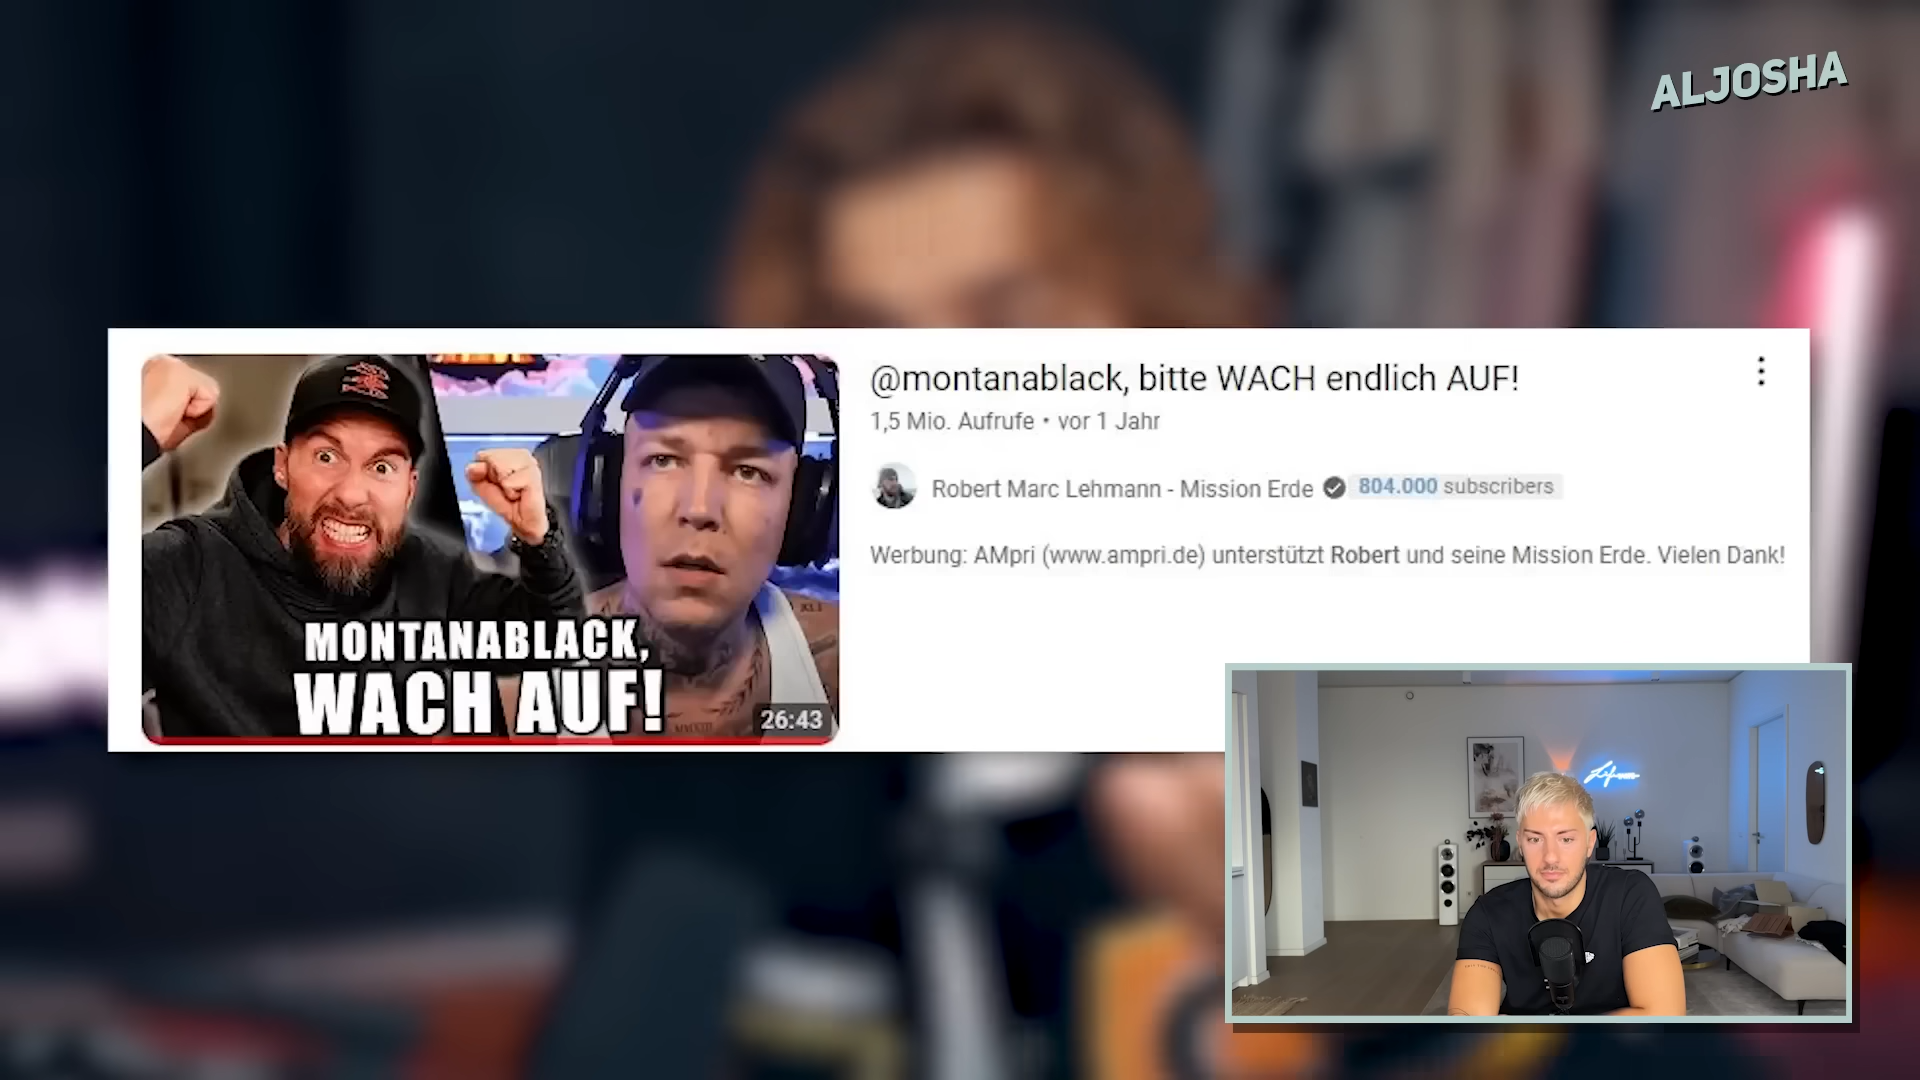 ALJOSHA
@montanablack, bitte WACH endlich AUF!
1,5 Mio. Aufrufe • vor 1 Jahr
Robert Marc Lehmann - Mission Erde 804.000 subscribers
Werbung: AMpri (www.ampri.de) unterstützt Robert und seine Mission Erde. Vielen Dank!
MONTANABLACK,
WACH AUF!
26:43